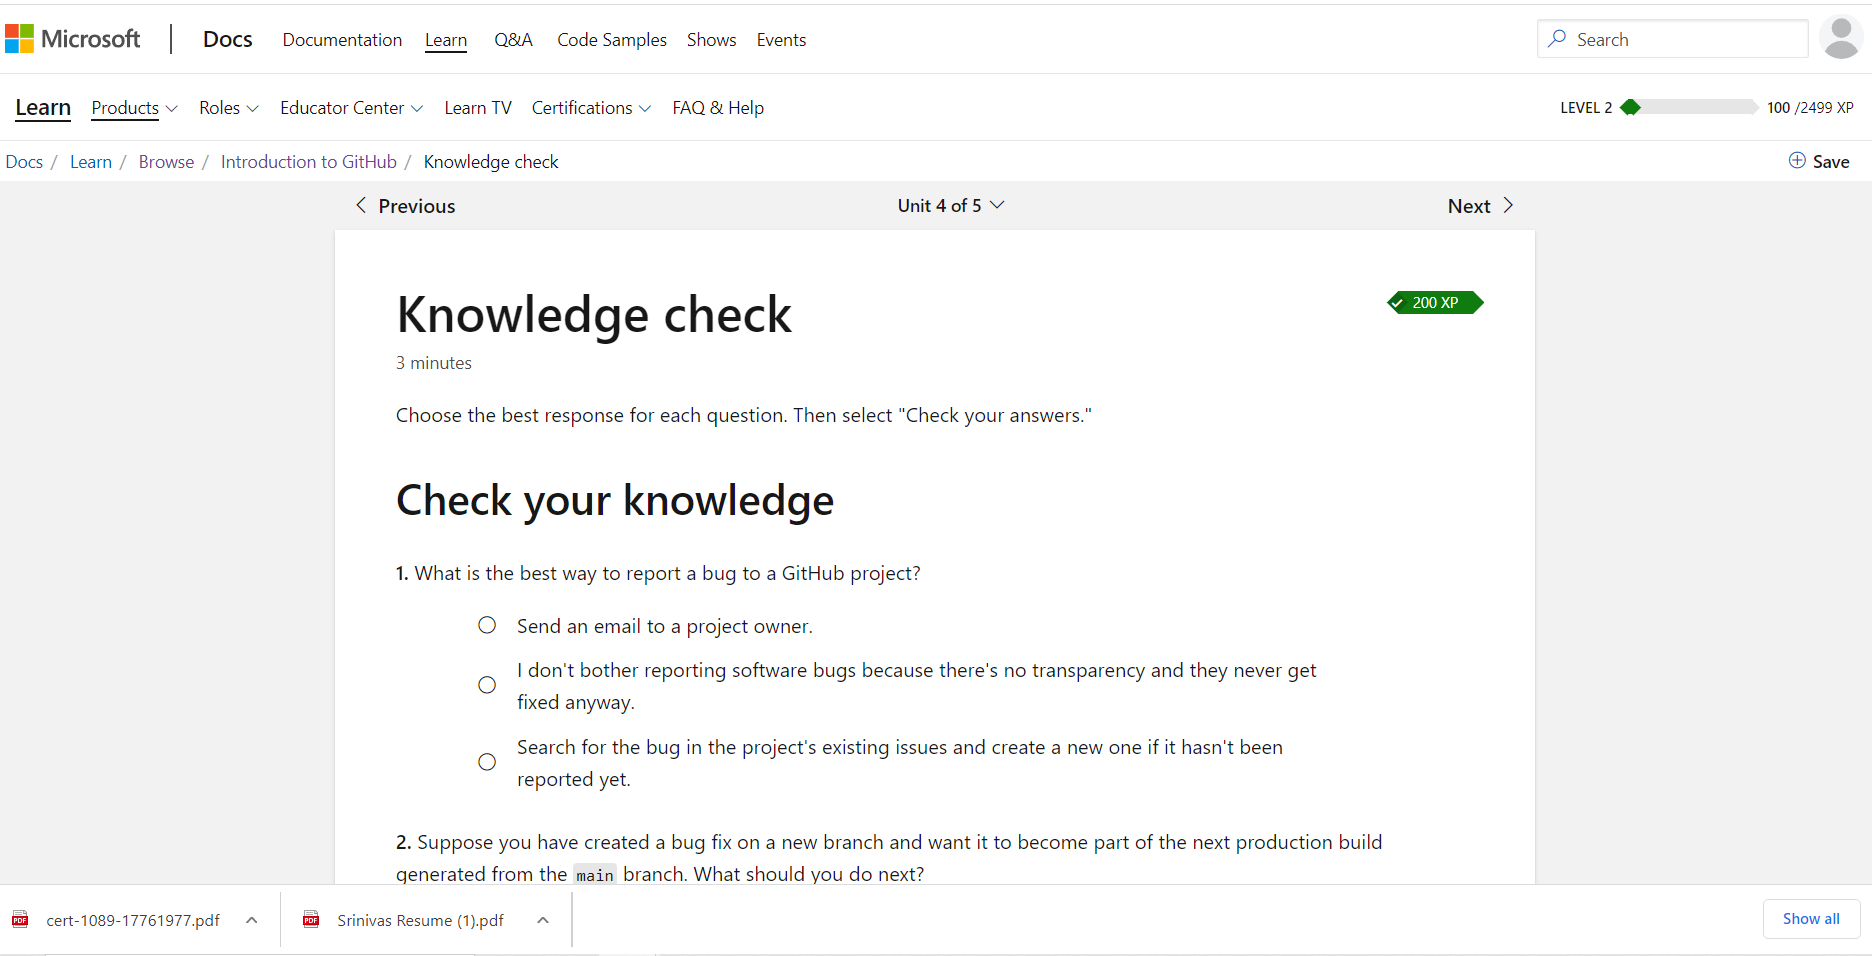 Microsoft Docs Documentation Learn Q&A Code Samples Shows Events Search
Learn Products Roles Educator Center Learn TV Certifications FAQ & Help LEVEL 2 100 /2499 XP
Docs / Learn / Browse / Introduction to GitHub / Knowledge check Save
Previous Unit 4 of 5 Next
Knowledge check
200 XP
3 minutes
Choose the best response for each question. Then select "Check your answers."
Check your knowledge
1. What is the best way to report a bug to a GitHub project?
Send an email to a project owner.
I don't bother reporting software bugs because there's no transparency and they never get
fixed anyway.
Search for the bug in the project's existing issues and create a new one if it hasn't been
reported yet.
2. Suppose you have created a bug fix on a new branch and want it to become part of the next production build
generated from the main branch. What should you do next?
PDF cert-1089-17761977.pdf PDF Srinivas Resume (1).pdf Show all